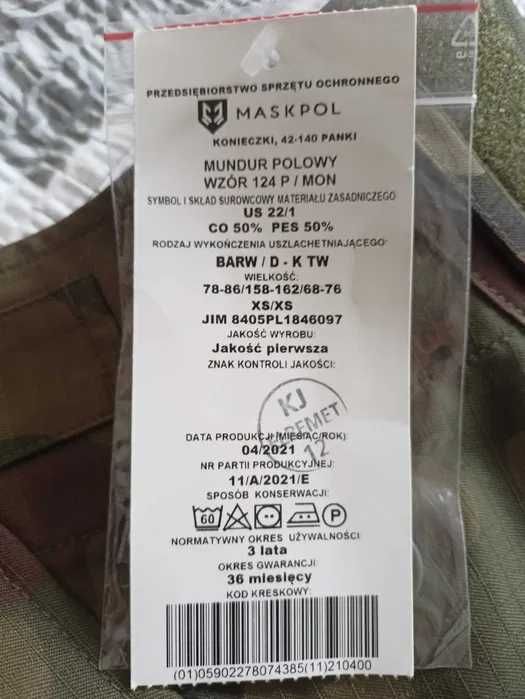 PRZEDSIĘBIORSTWO SPRZĘTU OCHRONNEGO
MASKPOL
KONIECZKI, 42-140 PANKI
MUNDUR POLOWY
WZÓR 124 P / MON
SYMBOL I SKŁAD SUROWCOWY MATERIAŁU ZASADNICZEGO
US 22/1
CO 50% PES 50%
RODZAJ WYKOŃCZENIA USZLACHETNIAJĄCEGO:
BARW / D - K TW
WIELKOŚĆ:
78-86/158-162/68-76
XS/XS
JIM 8405PL1846097
JAKOŚĆ WYROBU:
Jakość pierwsza
ZNAK KONTROLI JAKOŚCI:
KJ
12
DATA PRODUKCJI (MIESIĄC/ROK):
04/2021
NR PARTII PRODUKCYJNEJ:
11/A/2021/E
SPOSÓB KONSERWACJI:
60 P
NORMATYWNY OKRES UŻYWALNOŚCI:
3 lata
OKRES GWARANCJI:
36 miesięcy
KOD KRESKOWY:
(01)05902278074385(11)210400